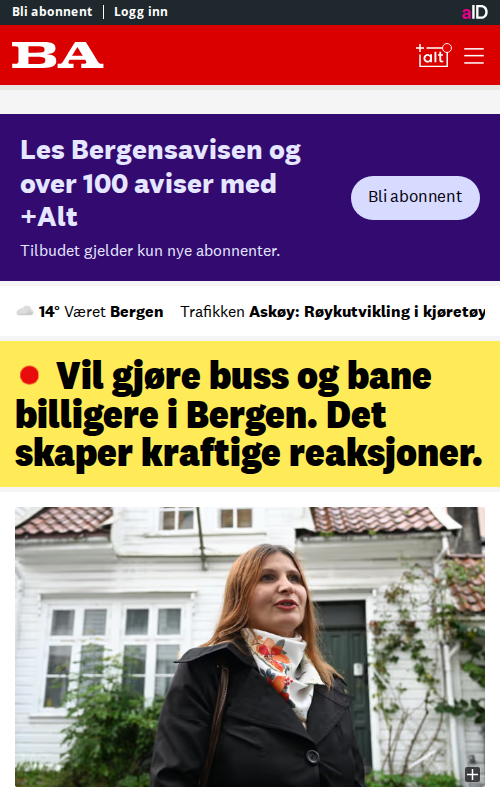 Bli abonnent | Logg inn
aID
BA
+alt
Les Bergensavisen og
over 100 aviser med
+Alt
Bli abonnent
Tilbudet gjelder kun nye abonnenter.
14° Været Bergen Trafikken Askøy: Røykutvikling i kjøretøy
Vil gjøre buss og bane
billigere i Bergen. Det
skaper kraftige reaksjoner.